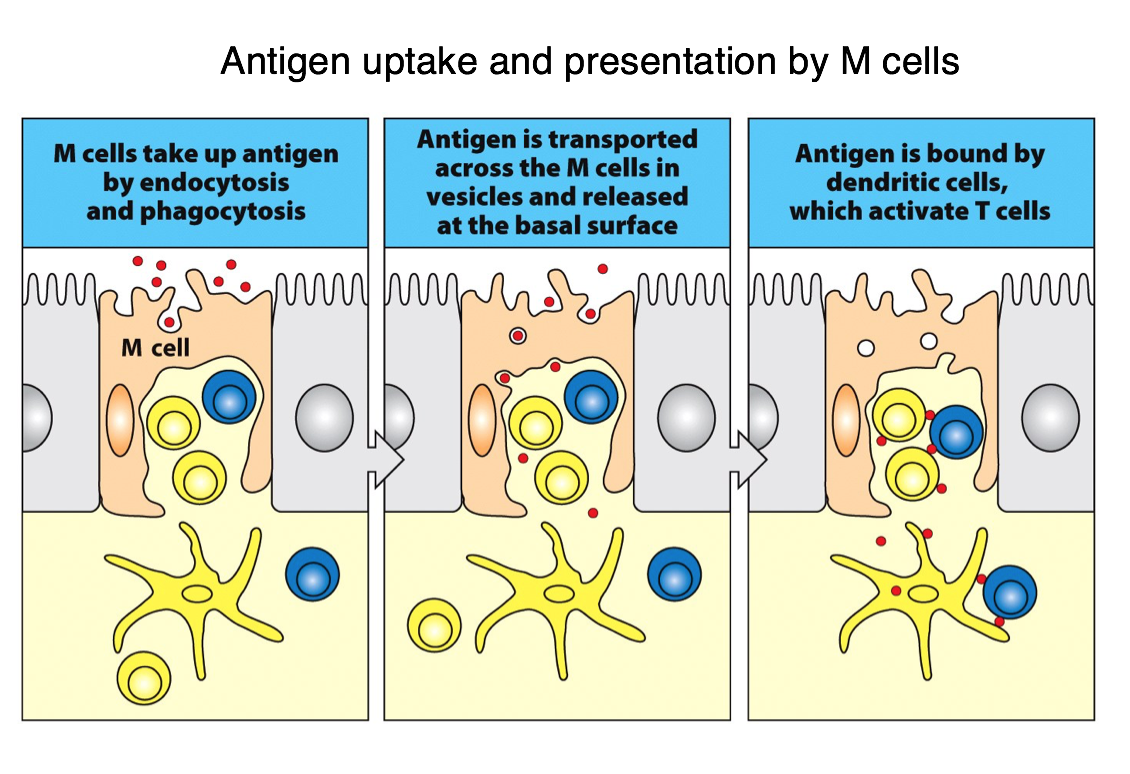 Antigen uptake and presentation by M cells
M cells take up antigen
by endocytosis
and phagocytosis
Antigen is transported
across the M cells in
vesicles and released
at the basal surface
Antigen is bound by
dendritic cells,
which activate T cells
M cell